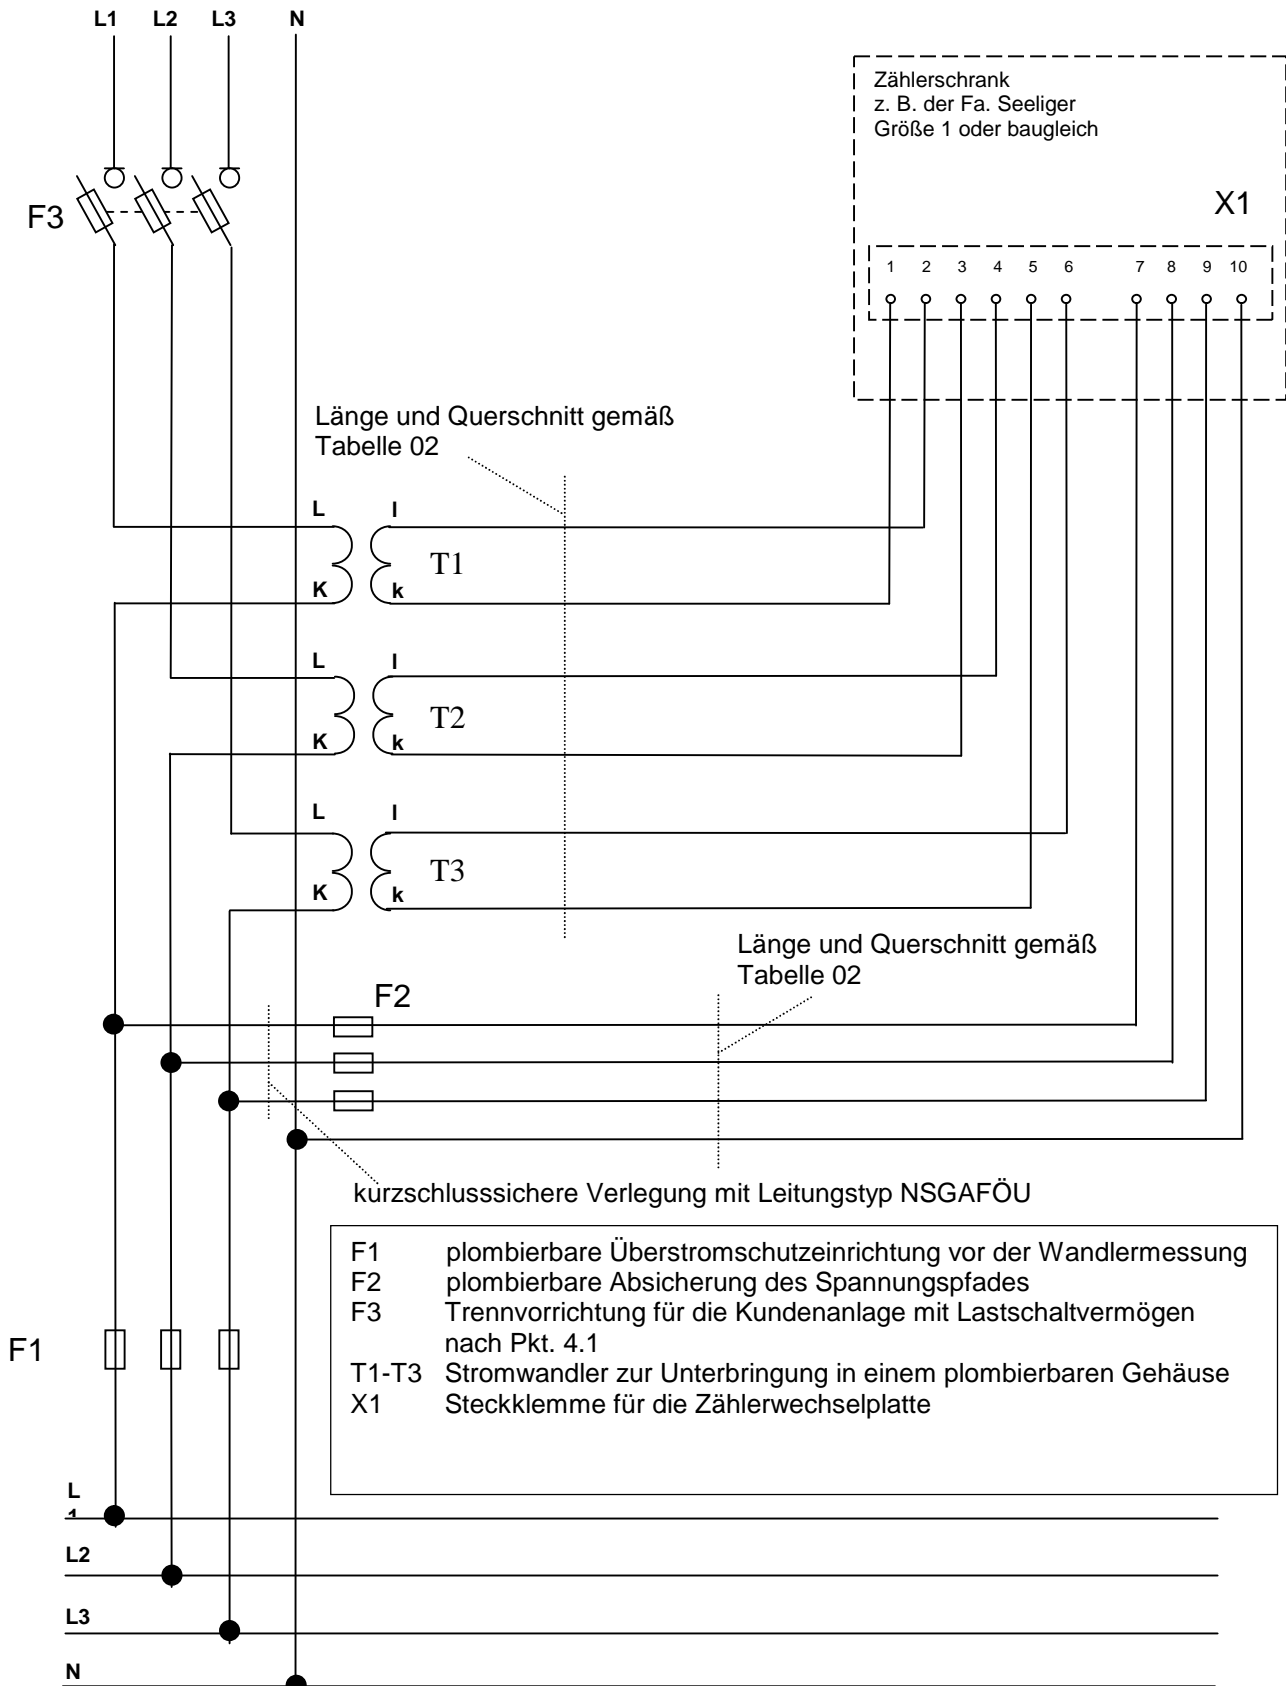 L1 L2 L3 N
Zählerschrank
z. B. der Fa. Seeliger
Größe 1 oder baugleich
X1
F3
1 2 3 4 5 6 7 8 9 10
Länge und Querschnitt gemäß
Tabelle 02
L l
T1
K k
L l
T2
K k
L l
T3
K k
Länge und Querschnitt gemäß
Tabelle 02
F2
kurzschlusssichere Verlegung mit Leitungstyp NSGAFÖU
F1 plombierbare Überstromschutzeinrichtung vor der Wandlermessung
F2 plombierbare Absicherung des Spannungspfades
F3 Trennvorrichtung für die Kundenanlage mit Lastschaltvermögen
nach Pkt. 4.1
T1-T3 Stromwandler zur Unterbringung in einem plombierbaren Gehäuse
X1 Steckklemme für die Zählerwechselplatte
F1
L
1
L2
L3
N